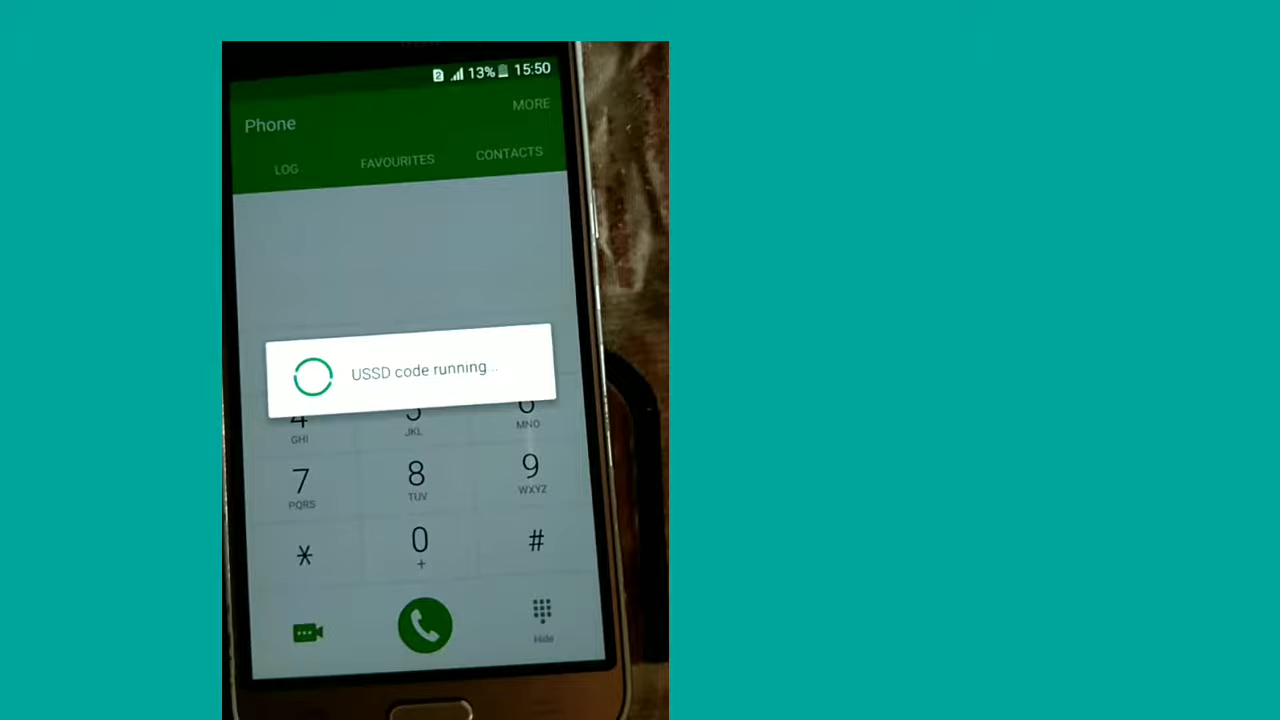 2 13% 15:50
MORE
Phone
LOG FAVOURITES CONTACTS
USSD code running...
4 5 6
GHI JKL MNO
7 8 9
PQRS TUV WXYZ
* 0 #
+
Hide